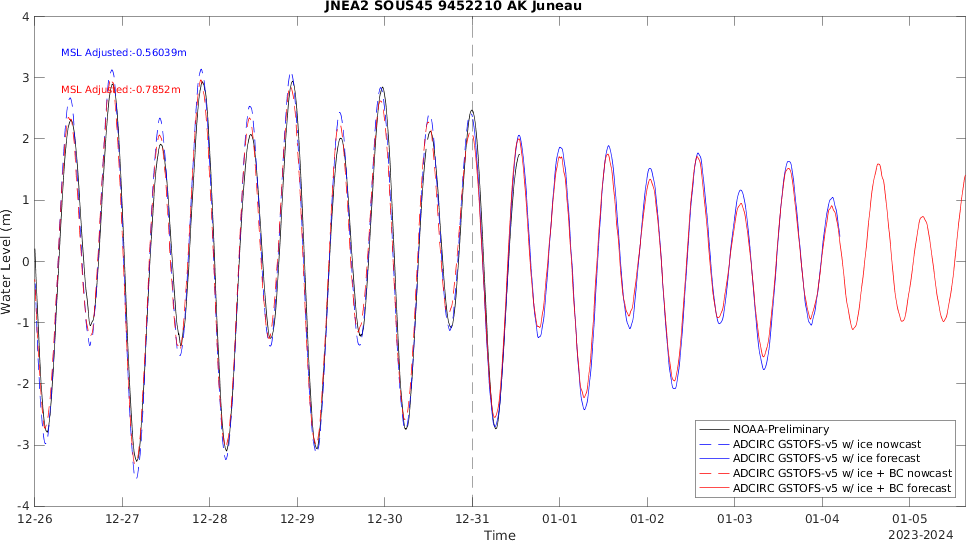 JNEA2 SOUS45 9452210 AK Juneau
MSL Adjusted:-0.56039m
MSL Adjusted:-0.7852m
Water Level (m)
4
3
2
1
0
-1
-2
-3
-4
NOAA-Preliminary
ADCIRC GSTOFS-v5 w/ ice nowcast
ADCIRC GSTOFS-v5 w/ ice forecast
ADCIRC GSTOFS-v5 w/ ice + BC nowcast
ADCIRC GSTOFS-v5 w/ ice + BC forecast
12-26 12-27 12-28 12-29 12-30 12-31 01-01 01-02 01-03 01-04 01-05
Time
2023-2024